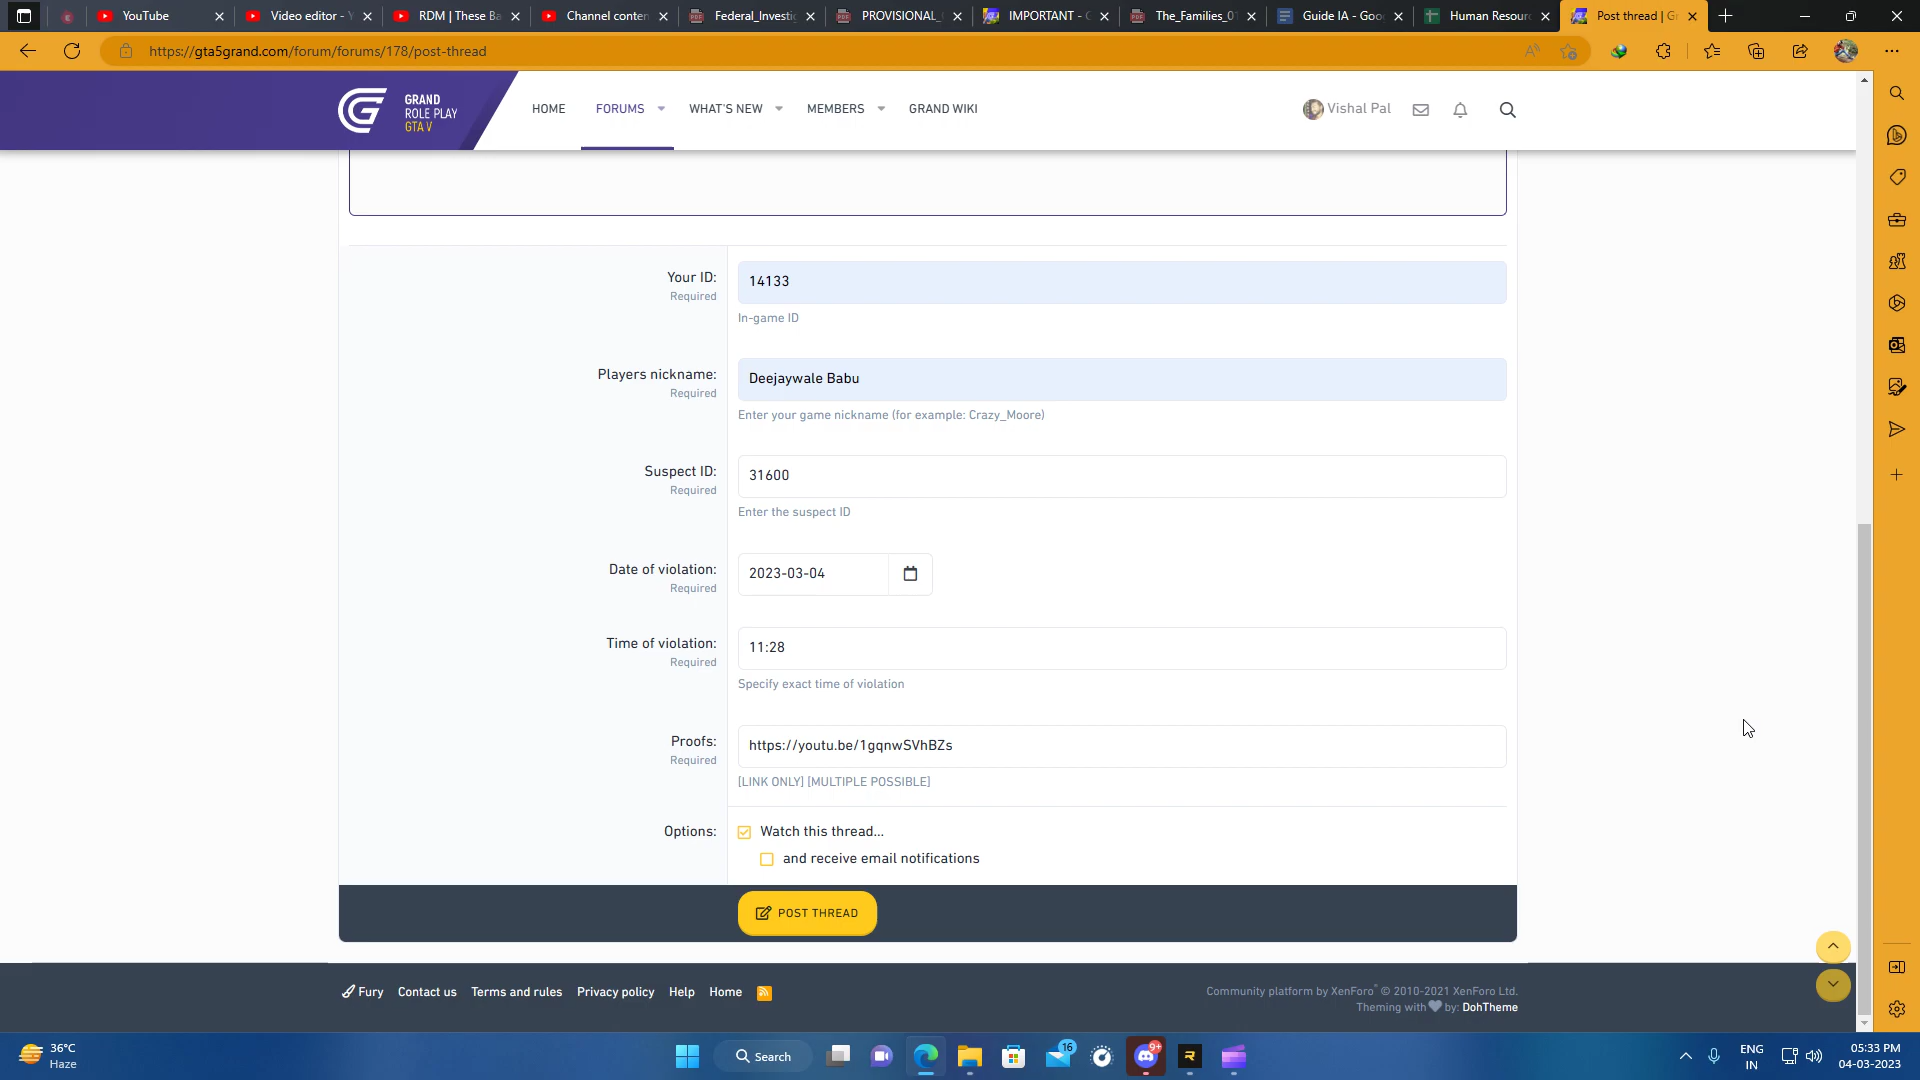 YouTube
Video editor - Y
RDM | These Ba
Channel conten
Federal_Investi
PROVISIONAL_
IMPORTANT - G
The_Families_01
Guide IA - Goo
Human Resour
Post thread | Gr
https://gta5grand.com/forum/forums/178/post-thread
GRAND
ROLE PLAY
GTA V
HOME
FORUMS
WHAT'S NEW
MEMBERS
GRAND WIKI
Vishal Pal
Your ID:
Required
14133
In-game ID
Players nickname:
Required
Deejaywale Babu
Enter your game nickname (for example: Crazy_Moore)
Suspect ID:
Required
31600
Enter the suspect ID
Date of violation:
Required
2023-03-04
Time of violation:
Required
11:28
Specify exact time of violation
Proofs:
Required
https://youtu.be/1gqnwSVhBZs
[LINK ONLY] [MULTIPLE POSSIBLE]
Options:
Watch this thread...
and receive email notifications
POST THREAD
Fury
Contact us
Terms and rules
Privacy policy
Help
Home
Community platform by XenForo® © 2010-2021 XenForo Ltd.
Theming with by: DohTheme
36°C
Haze
Search
16
9+
ENG
IN
05:33 PM
04-03-2023